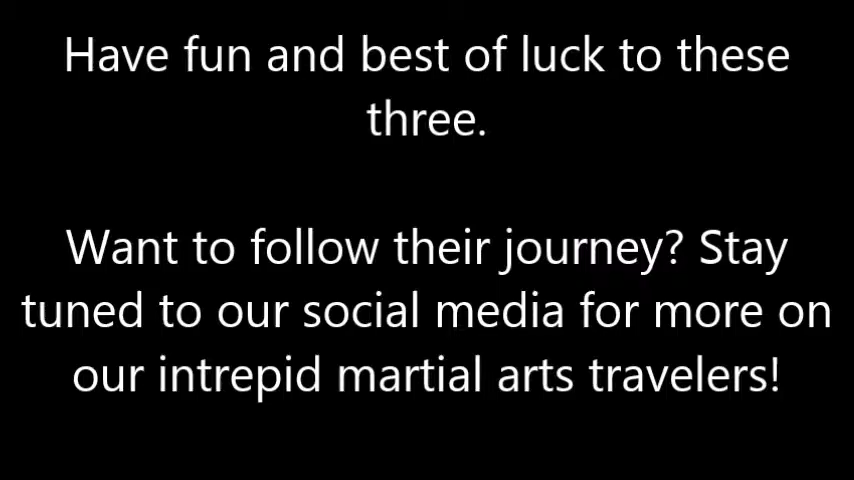 Have fun and best of luck to these
three.
Want to follow their journey? Stay
tuned to our social media for more on
our intrepid martial arts travelers!